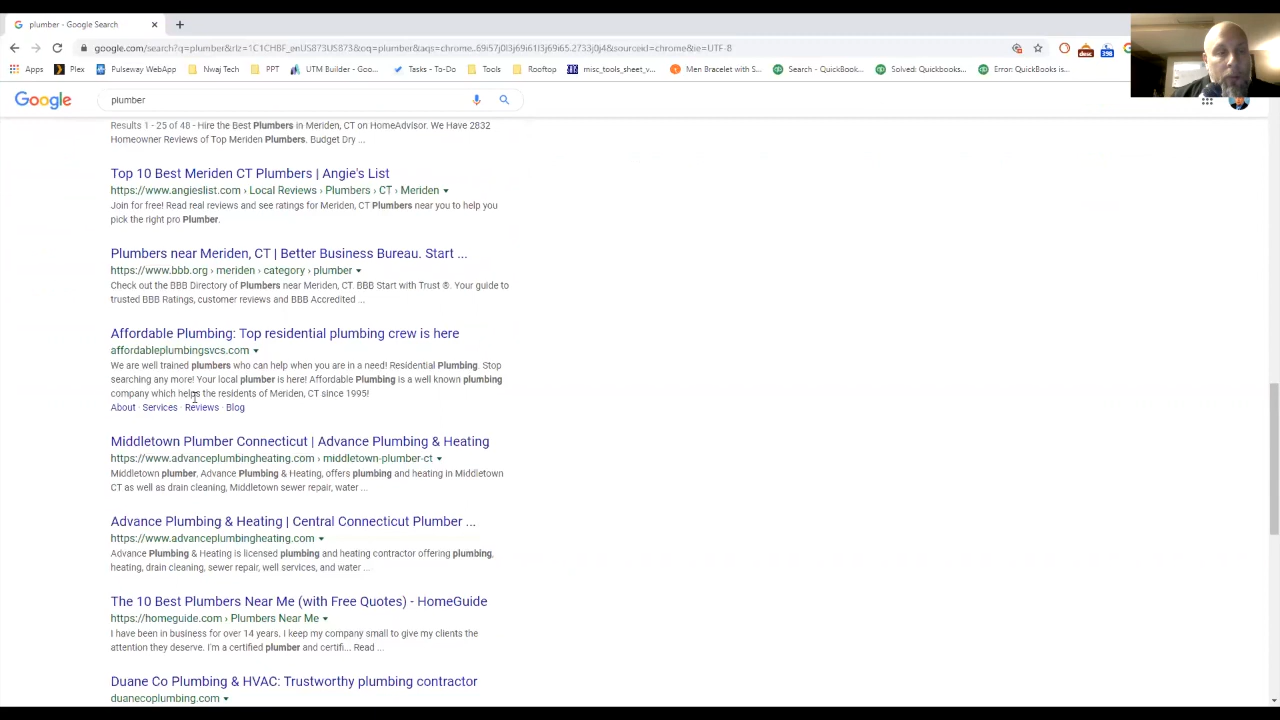 plumber - Google Search
google.com/search?q=plumber&rlz=1C1CHBF_enUS873US873&oq=plumber&aqs=chrome..69i57j0l3j69i61l3j69i65.2733j0j4&sourceid=chrome&ie=UTF-8
Apps Plex Pulseway WebApp Nwaj Tech PPT UTM Builder - Goo... Tasks - To-Do Tools Rooftop misc_tools_sheet_v... Men Bracelet with S... Search - QuickBook... Solved: Quickbooks... Error: QuickBooks is...
Google plumber
Results 1 - 25 of 48 - Hire the Best Plumbers in Meriden, CT on HomeAdvisor. We Have 2832
Homeowner Reviews of Top Meriden Plumbers. Budget Dry ...
Top 10 Best Meriden CT Plumbers | Angie's List
https://www.angieslist.com › Local Reviews › Plumbers › CT › Meriden
Join for free! Read real reviews and see ratings for Meriden, CT Plumbers near you to help you
pick the right pro Plumber.
Plumbers near Meriden, CT | Better Business Bureau. Start ...
https://www.bbb.org › meriden › category › plumber
Check out the BBB Directory of Plumbers near Meriden, CT. BBB Start with Trust ®. Your guide to
trusted BBB Ratings, customer reviews and BBB Accredited ...
Affordable Plumbing: Top residential plumbing crew is here
affordableplumbingsvcs.com
We are well trained plumbers who can help when you are in a need! Residential Plumbing. Stop
searching any more! Your local plumber is here! Affordable Plumbing is a well known plumbing
company which helps the residents of Meriden, CT since 1995!
About · Services · Reviews · Blog
Middletown Plumber Connecticut | Advance Plumbing & Heating
https://www.advanceplumbingheating.com › middletown-plumber-ct
Middletown plumber, Advance Plumbing & Heating, offers plumbing and heating in Middletown
CT as well as drain cleaning, Middletown sewer repair, water ...
Advance Plumbing & Heating | Central Connecticut Plumber ...
https://www.advanceplumbingheating.com
Advance Plumbing & Heating is licensed plumbing and heating contractor offering plumbing,
heating, drain cleaning, sewer repair, well services, and water ...
The 10 Best Plumbers Near Me (with Free Quotes) - HomeGuide
https://homeguide.com › Plumbers Near Me
I have been in business for over 14 years. I keep my company small to give my clients the
attention they deserve. I'm a certified plumber and certifi... Read ...
Duane Co Plumbing & HVAC: Trustworthy plumbing contractor
duanecoplumbing.com